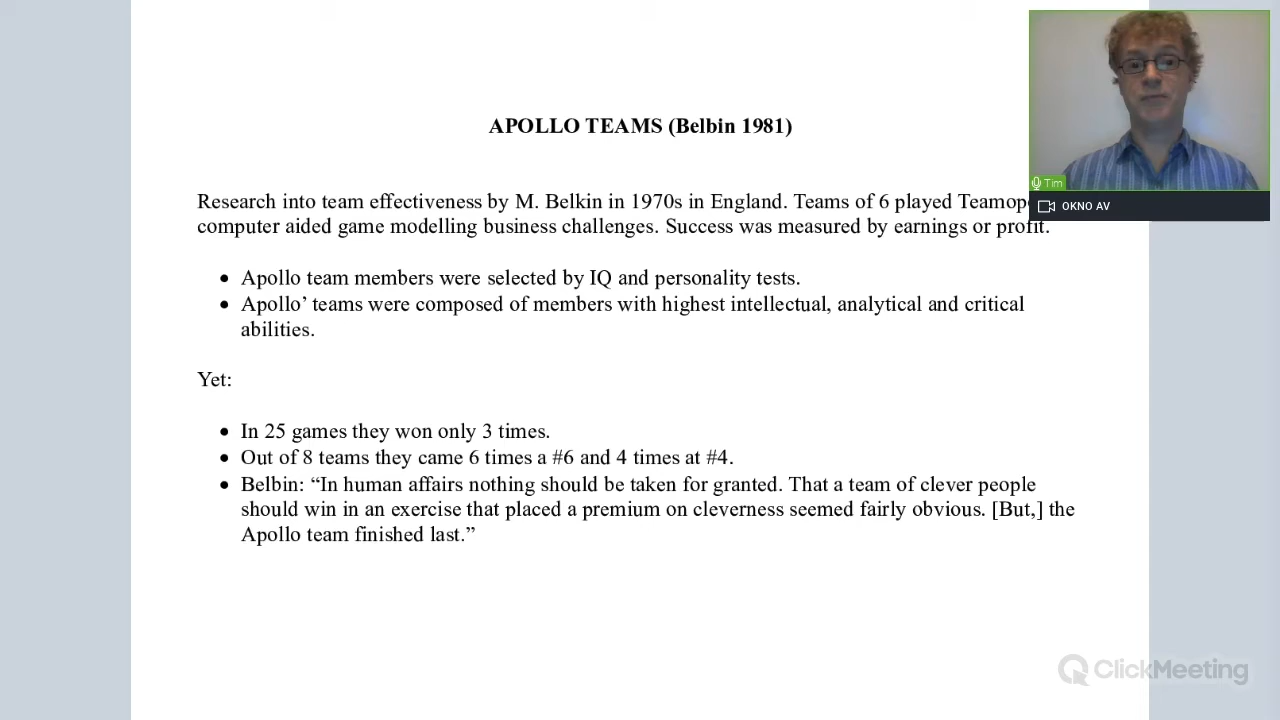 APOLLO TEAMS (Belbin 1981)
Tim
OKNO AV
Research into team effectiveness by M. Belkin in 1970s in England. Teams of 6 played
computer aided game modelling business challenges. Success was measured by earnings or profit.
• Apollo team members were selected by IQ and personality tests.
• Apollo’ teams were composed of members with highest intellectual, analytical and critical
abilities.
Yet:
• In 25 games they won only 3 times.
• Out of 8 teams they came 6 times a #6 and 4 times at #4.
• Belbin: “In human affairs nothing should be taken for granted. That a team of clever people
should win in an exercise that placed a premium on cleverness seemed fairly obvious. [But,] the
Apollo team finished last.”
ClickMeeting